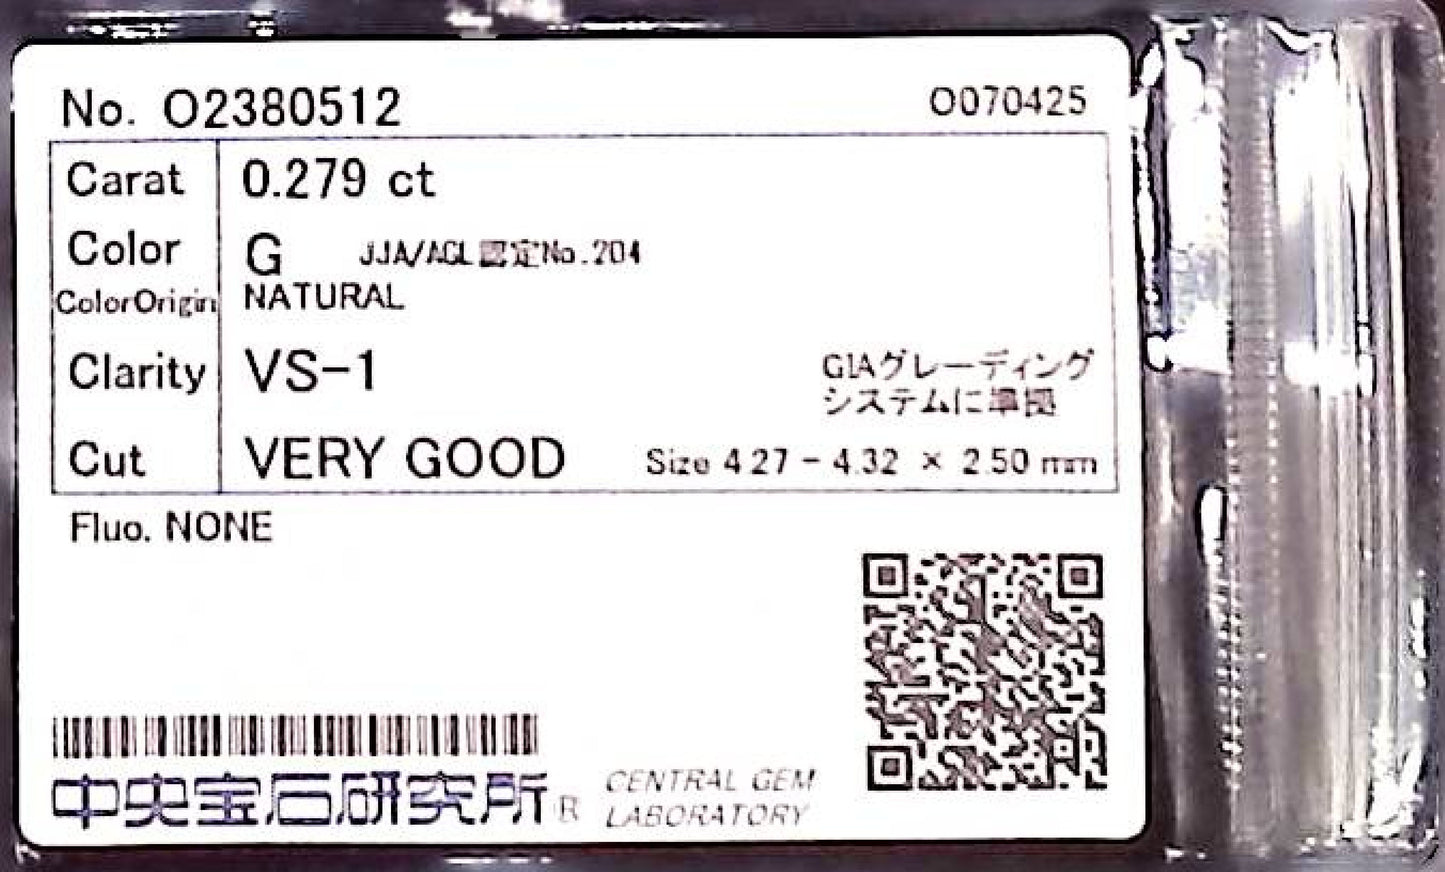 No. O2380512
O070425
Carat 0.279 ct
Color G JJA/AGL認定No.204
ColorOrigin NATURAL
Clarity VS-1
GIAグレーディング
システムに準拠
Cut VERY GOOD Size 4.27 - 4.32 × 2.50 mm
Fluo. NONE
中央宝石研究所® CENTRAL GEM
LABORATORY